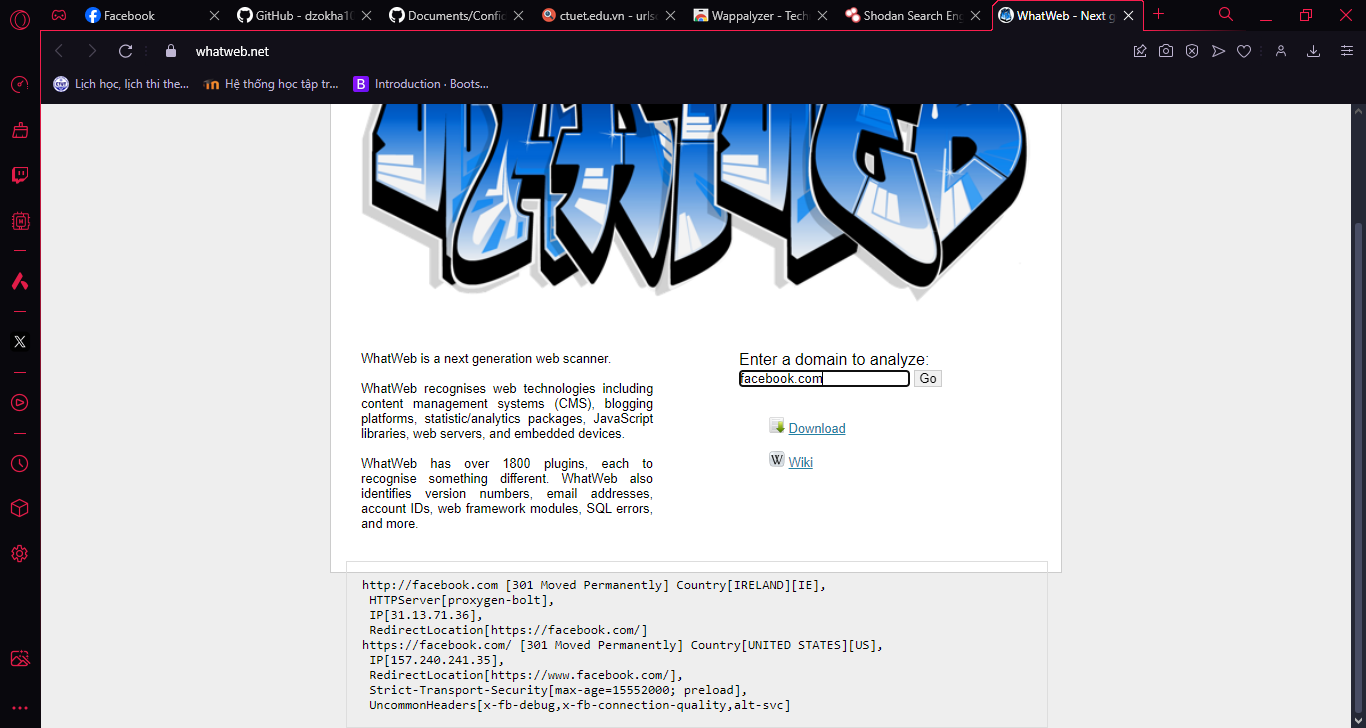 Facebook
GitHub - dzokha1
Documents/Confid
ctuet.edu.vn - urls
Wappalyzer - Tech
Shodan Search Eng
WhatWeb - Next g
whatweb.net
Lịch học, lịch thi the...
Hệ thống học tập tr...
B
Introduction · Boots...
WHATWEB
WhatWeb is a next generation web scanner.
WhatWeb recognises web technologies including
content management systems (CMS), blogging
platforms, statistic/analytics packages, JavaScript
libraries, web servers, and embedded devices.
WhatWeb has over 1800 plugins, each to
recognise something different. WhatWeb also
identifies version numbers, email addresses,
account IDs, web framework modules, SQL errors,
and more.
Enter a domain to analyze:
facebook.com
Go
Download
W
Wiki
http://facebook.com [301 Moved Permanently] Country[IRELAND][IE],
HTTPServer[proxygen-bolt],
IP[31.13.71.36],
RedirectLocation[https://facebook.com/]
https://facebook.com/ [301 Moved Permanently] Country[UNITED STATES][US],
IP[157.240.241.35],
RedirectLocation[https://www.facebook.com/],
Strict-Transport-Security[max-age=15552000; preload],
UncommonHeaders[x-fb-debug,x-fb-connection-quality,alt-svc]